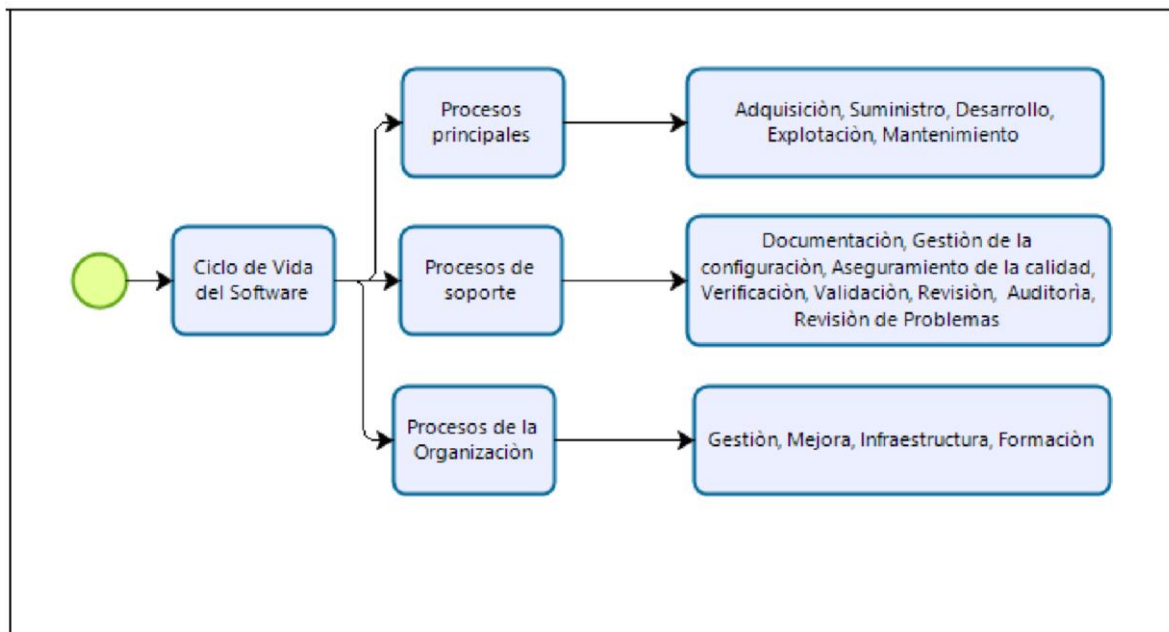 Procesos
principales
Adquisiciòn, Suministro, Desarrollo,
Explotaciòn, Mantenimiento
Ciclo de Vida
del Software
Procesos de
soporte
Documentaciòn, Gestiòn de la
configuraciòn, Aseguramiento de la calidad,
Verificaciòn, Validaciòn, Revisiòn,  Auditorìa,
Revisiòn de Problemas
Procesos de la
Organizaciòn
Gestiòn, Mejora, Infraestructura, Formaciòn